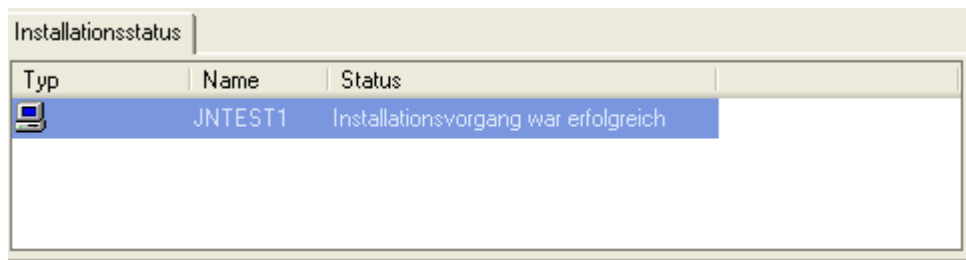 Installationsstatus
Typ Name Status
JNTEST1 Installationsvorgang war erfolgreich